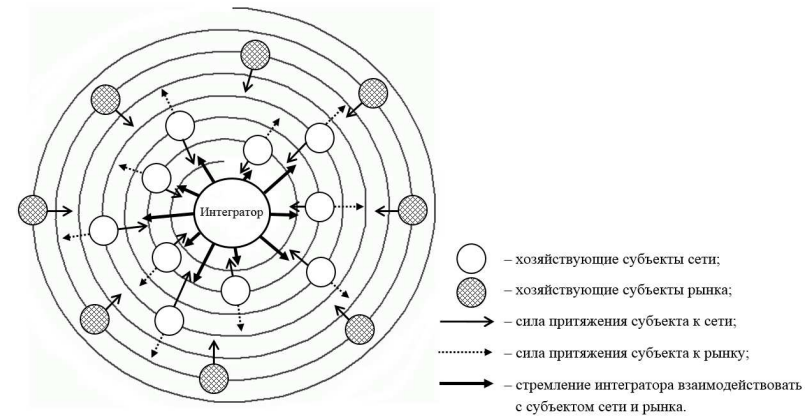 Интегратор
– хозяйствующие субъекты сети;
– хозяйствующие субъекты рынка;
– сила притяжения субъекта к сети;
– сила притяжения субъекта к рынку;
– стремление интегратора взаимодействовать
с субъектом сети и рынка.